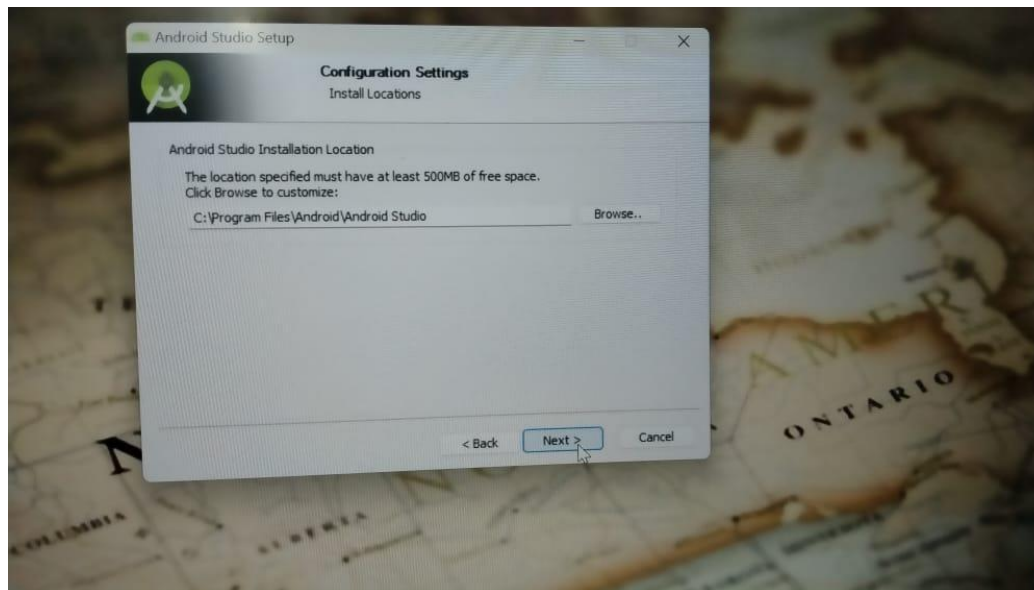 Android Studio Setup
Configuration Settings
Install Locations
Android Studio Installation Location
The location specified must have at least 500MB of free space.
Click Browse to customize:
C:\Program Files\Android\Android Studio
Browse..
< Back
Next >
Cancel
ONTARIO
COLUMBIA